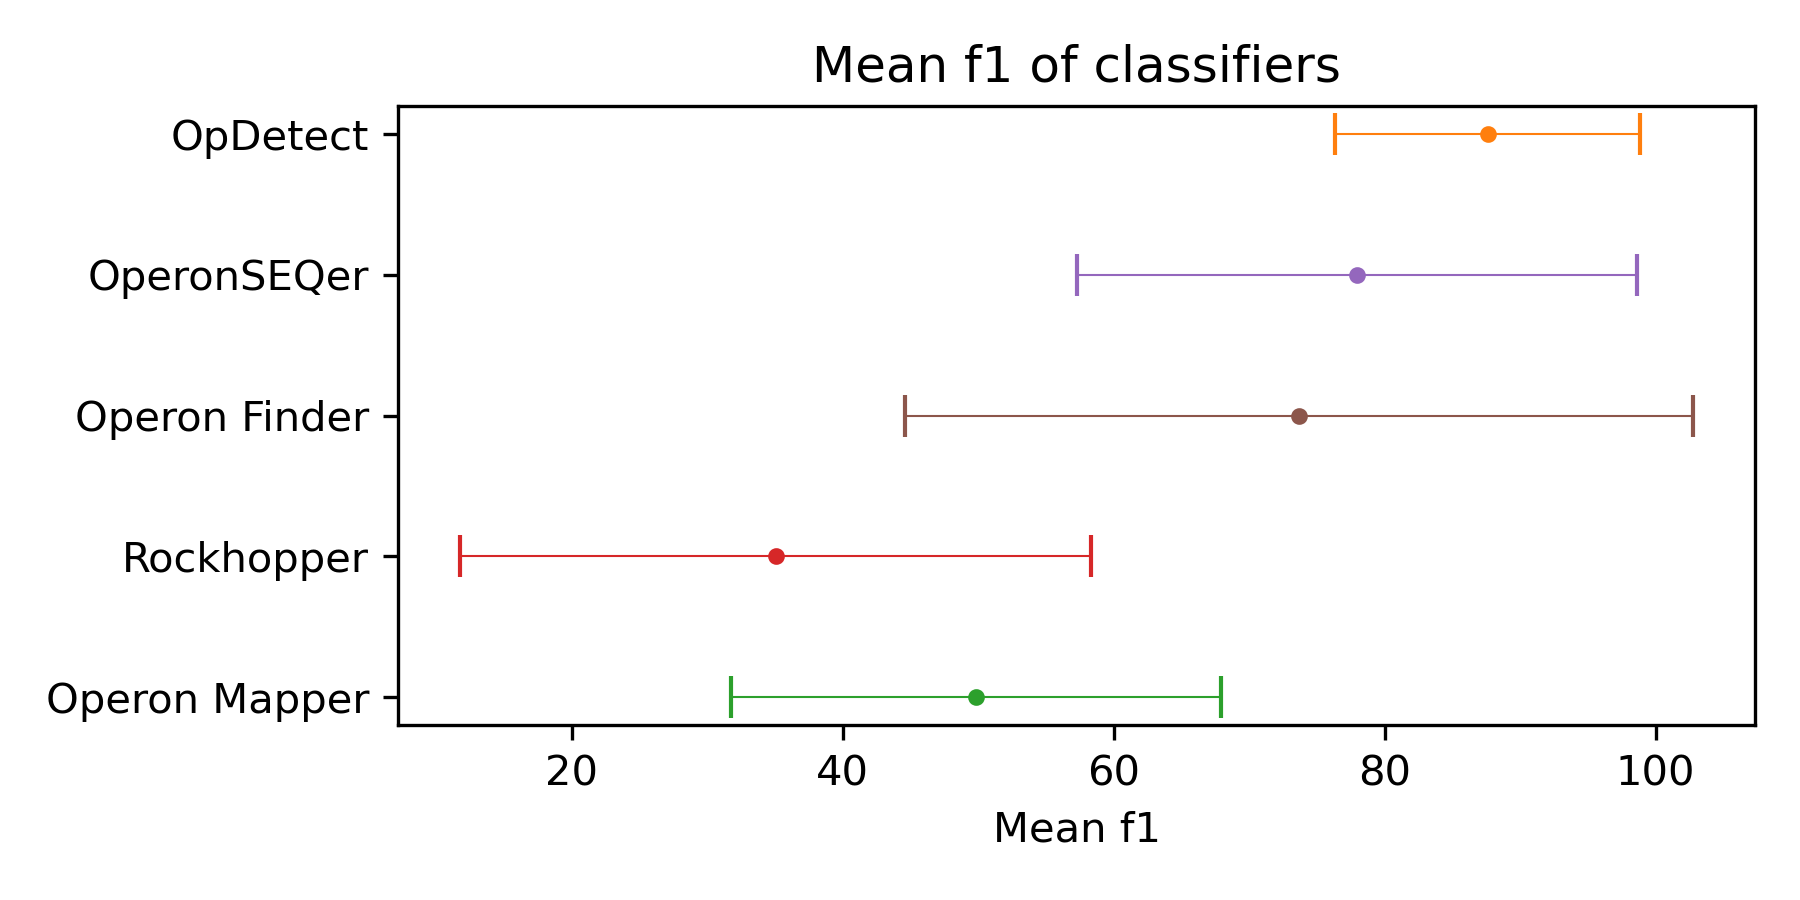 Mean f1 of classifiers
OpDetect
OperonSEQer
Operon Finder
Rockhopper
Operon Mapper
20 40 60 80 100
Mean f1